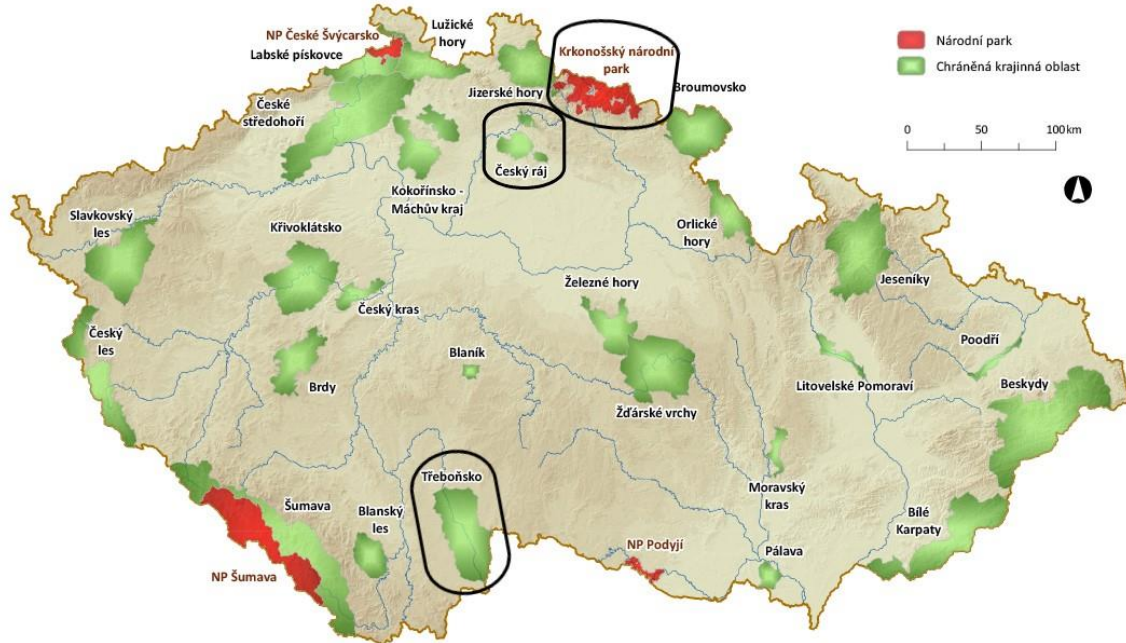 NP České Švýcarsko
Labské pískovce
Lužické
hory
Krkonošský národní
park
Národní park
Chráněná krajinná oblast
0 50 100 km
Jizerské hory
Broumovsko
České
středohoří
Český ráj
Kokořínsko -
Máchův kraj
Slavkovský
les
Křivoklátsko
Orlické
hory
Železné hory
Jeseníky
Český kras
Český
les
Blaník
Poodří
Brdy
Litovelské Pomoraví
Beskydy
Žďárské vrchy
Třeboňsko
Moravský
kras
Šumava
Blanský
les
Bílé
Karpaty
NP Podyjí
Pálava
NP Šumava